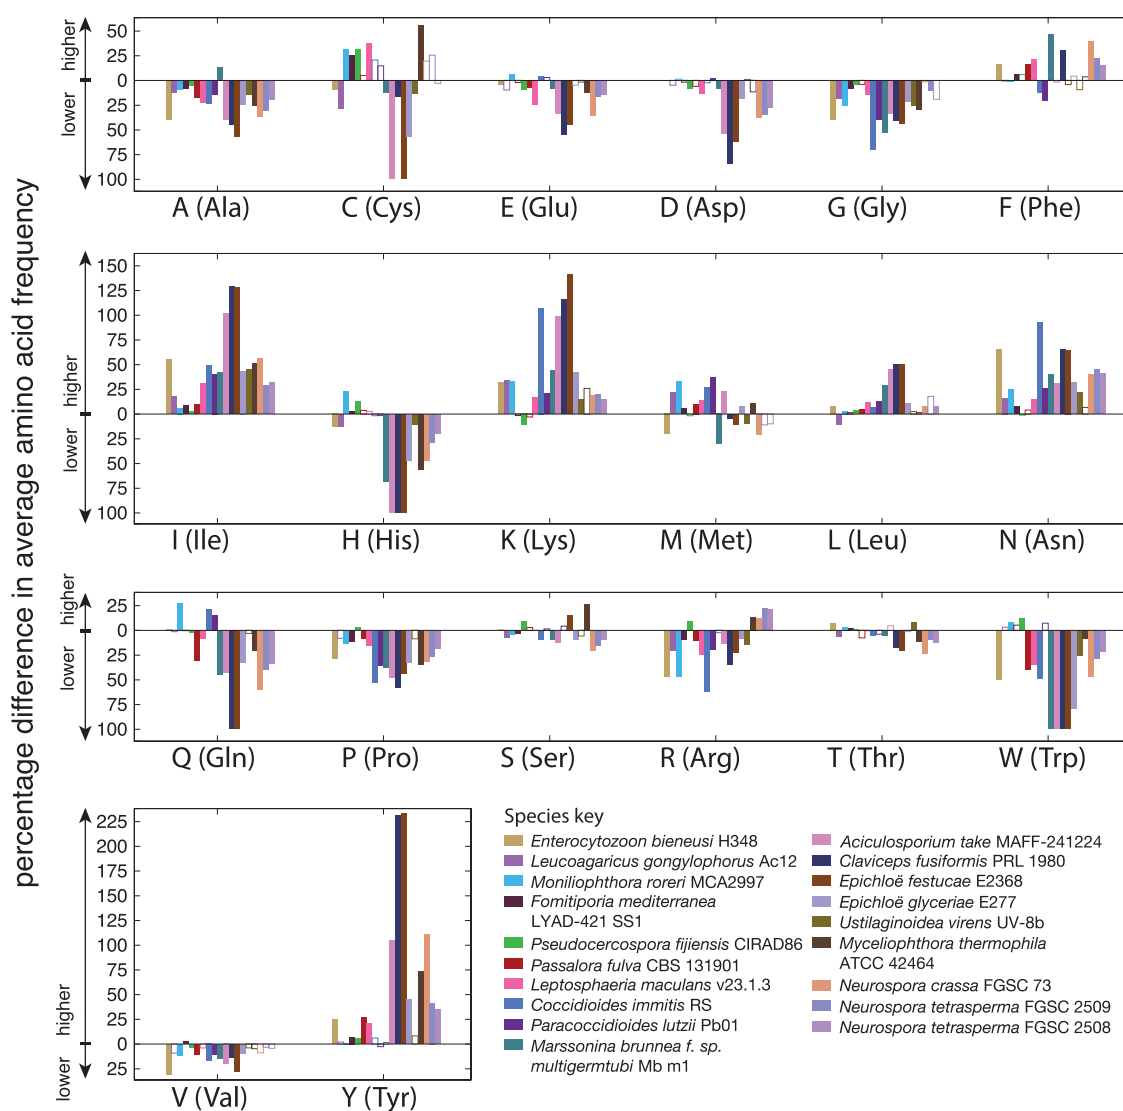 percentage difference in average amino acid frequency
higher
lower
50
25
0
25
50
75
100
A (Ala) C (Cys) E (Glu) D (Asp) G (Gly) F (Phe)
higher
lower
150
125
100
75
50
25
0
25
50
75
100
I (Ile) H (His) K (Lys) M (Met) L (Leu) N (Asn)
higher
lower
25
0
25
50
75
100
Q (Gln) P (Pro) S (Ser) R (Arg) T (Thr) W (Trp)
higher
lower
225
200
175
150
125
100
75
50
25
0
25
V (Val) Y (Tyr)
Species key
Enterocytozoon bieneusi H348
Leucoagaricus gongylophorus Ac12
Moniliophthora roreri MCA2997
Fomitiporia mediterranea
LYAD-421 SS1
Pseudocercospora fijiensis CIRAD86
Passalora fulva CBS 131901
Leptosphaeria maculans v23.1.3
Coccidioides immitis RS
Paracoccidioides lutzii Pb01
Marssonina brunnea f. sp.
multigermtubi Mb m1
Aciculosporium take MAFF-241224
Claviceps fusiformis PRL 1980
Epichloë festucae E2368
Epichloë glyceriae E277
Ustilaginoidea virens UV-8b
Myceliophthora thermophila
ATCC 42464
Neurospora crassa FGSC 73
Neurospora tetrasperma FGSC 2509
Neurospora tetrasperma FGSC 2508